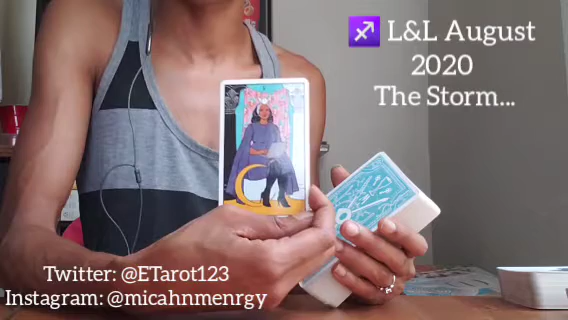 ♐ L&L August
2020
The Storm...
Twitter: @ETarot123
Instagram: @micahnmenrgy